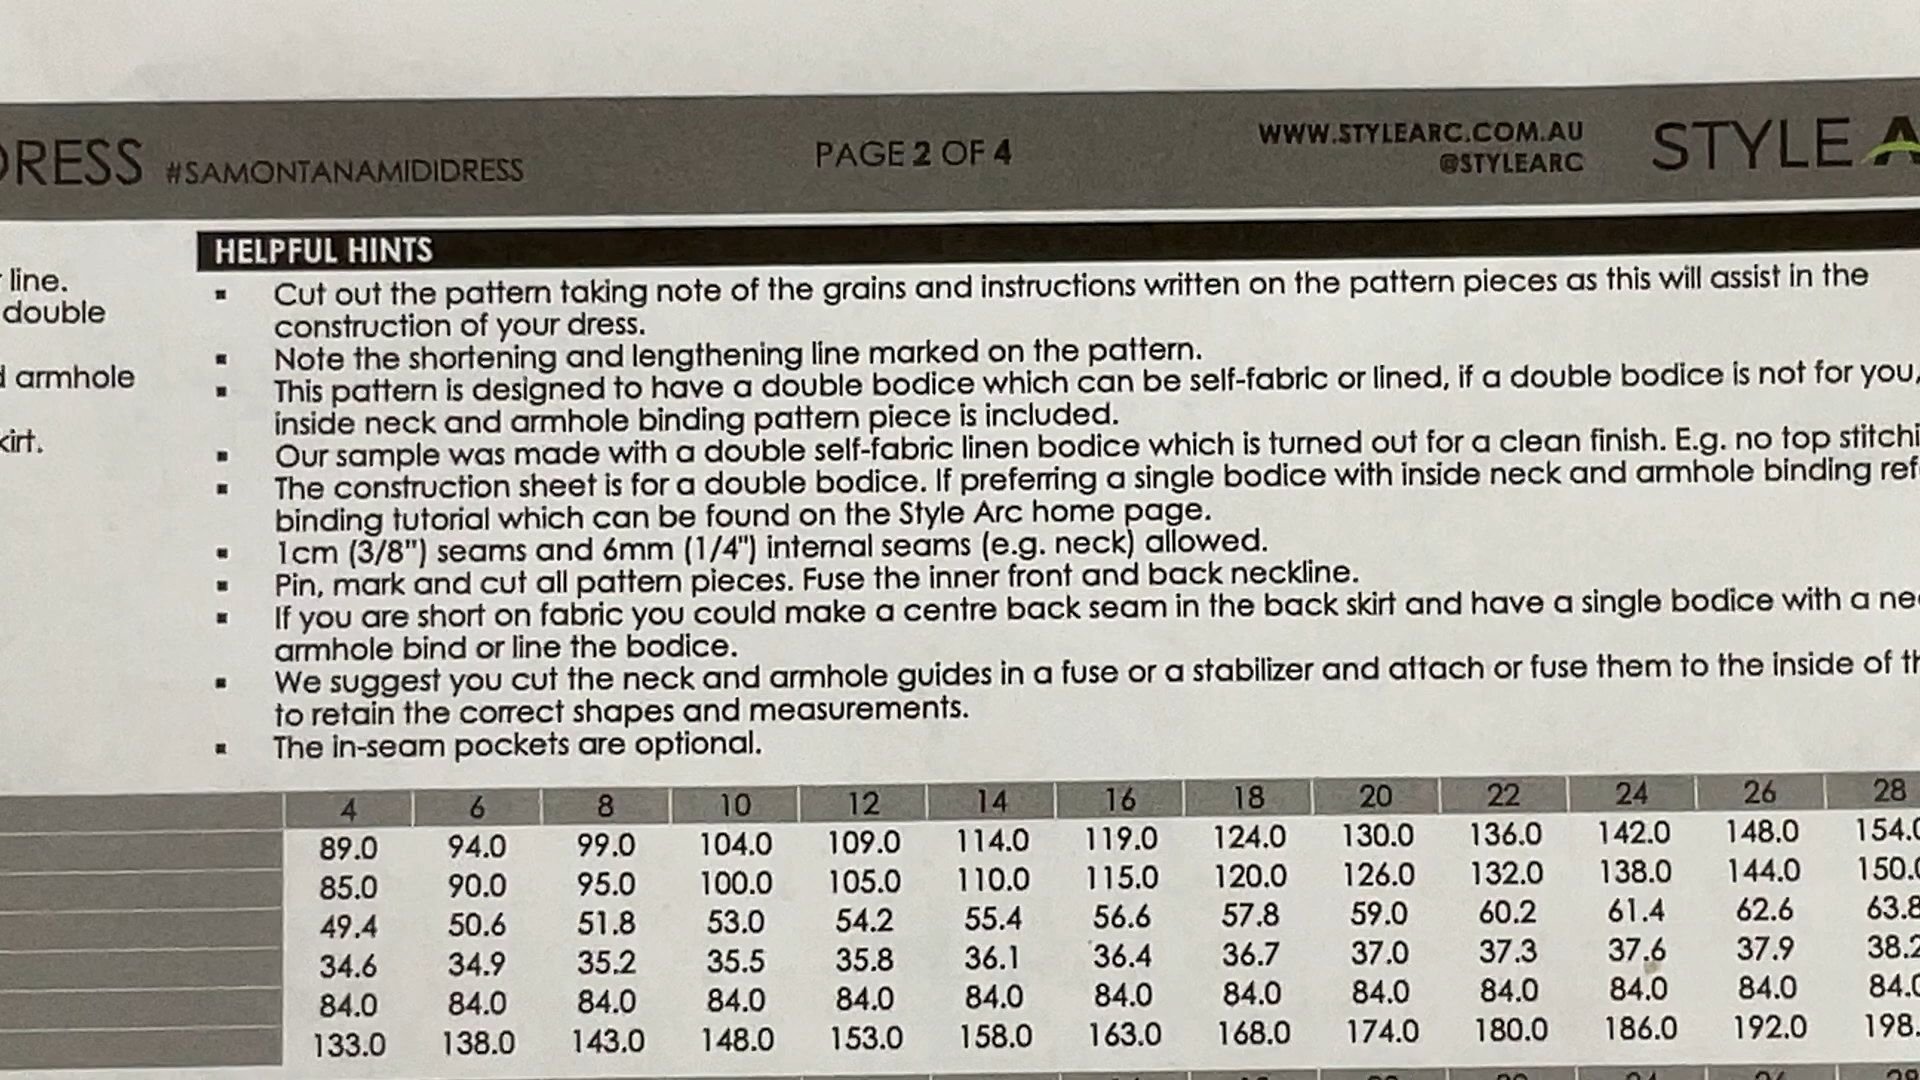 DRESS #SAMONTANAMIDIDRESS
PAGE 2 OF 4
WWW.STYLEARC.COM.AU
@STYLEARC
STYLE A
line.
double
armhole
kirt.
HELPFUL HINTS
▪ Cut out the pattern taking note of the grains and instructions written on the pattern pieces as this will assist in the
construction of your dress.
▪ Note the shortening and lengthening line marked on the pattern.
▪ This pattern is designed to have a double bodice which can be self-fabric or lined, if a double bodice is not for you,
inside neck and armhole binding pattern piece is included.
▪ Our sample was made with a double self-fabric linen bodice which is turned out for a clean finish. E.g. no top stitchi
▪ The construction sheet is for a double bodice. If preferring a single bodice with inside neck and armhole binding ref
binding tutorial which can be found on the Style Arc home page.
▪ 1cm (3/8") seams and 6mm (1/4") internal seams (e.g. neck) allowed.
▪ Pin, mark and cut all pattern pieces. Fuse the inner front and back neckline.
▪ If you are short on fabric you could make a centre back seam in the back skirt and have a single bodice with a ne
armhole bind or line the bodice.
▪ We suggest you cut the neck and armhole guides in a fuse or a stabilizer and attach or fuse them to the inside of th
to retain the correct shapes and measurements.
▪ The in-seam pockets are optional.
4 6 8 10 12 14 16 18 20 22 24 26 28
89.0 94.0 99.0 104.0 109.0 114.0 119.0 124.0 130.0 136.0 142.0 148.0 154.0
85.0 90.0 95.0 100.0 105.0 110.0 115.0 120.0 126.0 132.0 138.0 144.0 150.0
49.4 50.6 51.8 53.0 54.2 55.4 56.6 57.8 59.0 60.2 61.4 62.6 63.8
34.6 34.9 35.2 35.5 35.8 36.1 36.4 36.7 37.0 37.3 37.6 37.9 38.2
84.0 84.0 84.0 84.0 84.0 84.0 84.0 84.0 84.0 84.0 84.0 84.0 84.0
133.0 138.0 143.0 148.0 153.0 158.0 163.0 168.0 174.0 180.0 186.0 192.0 198.